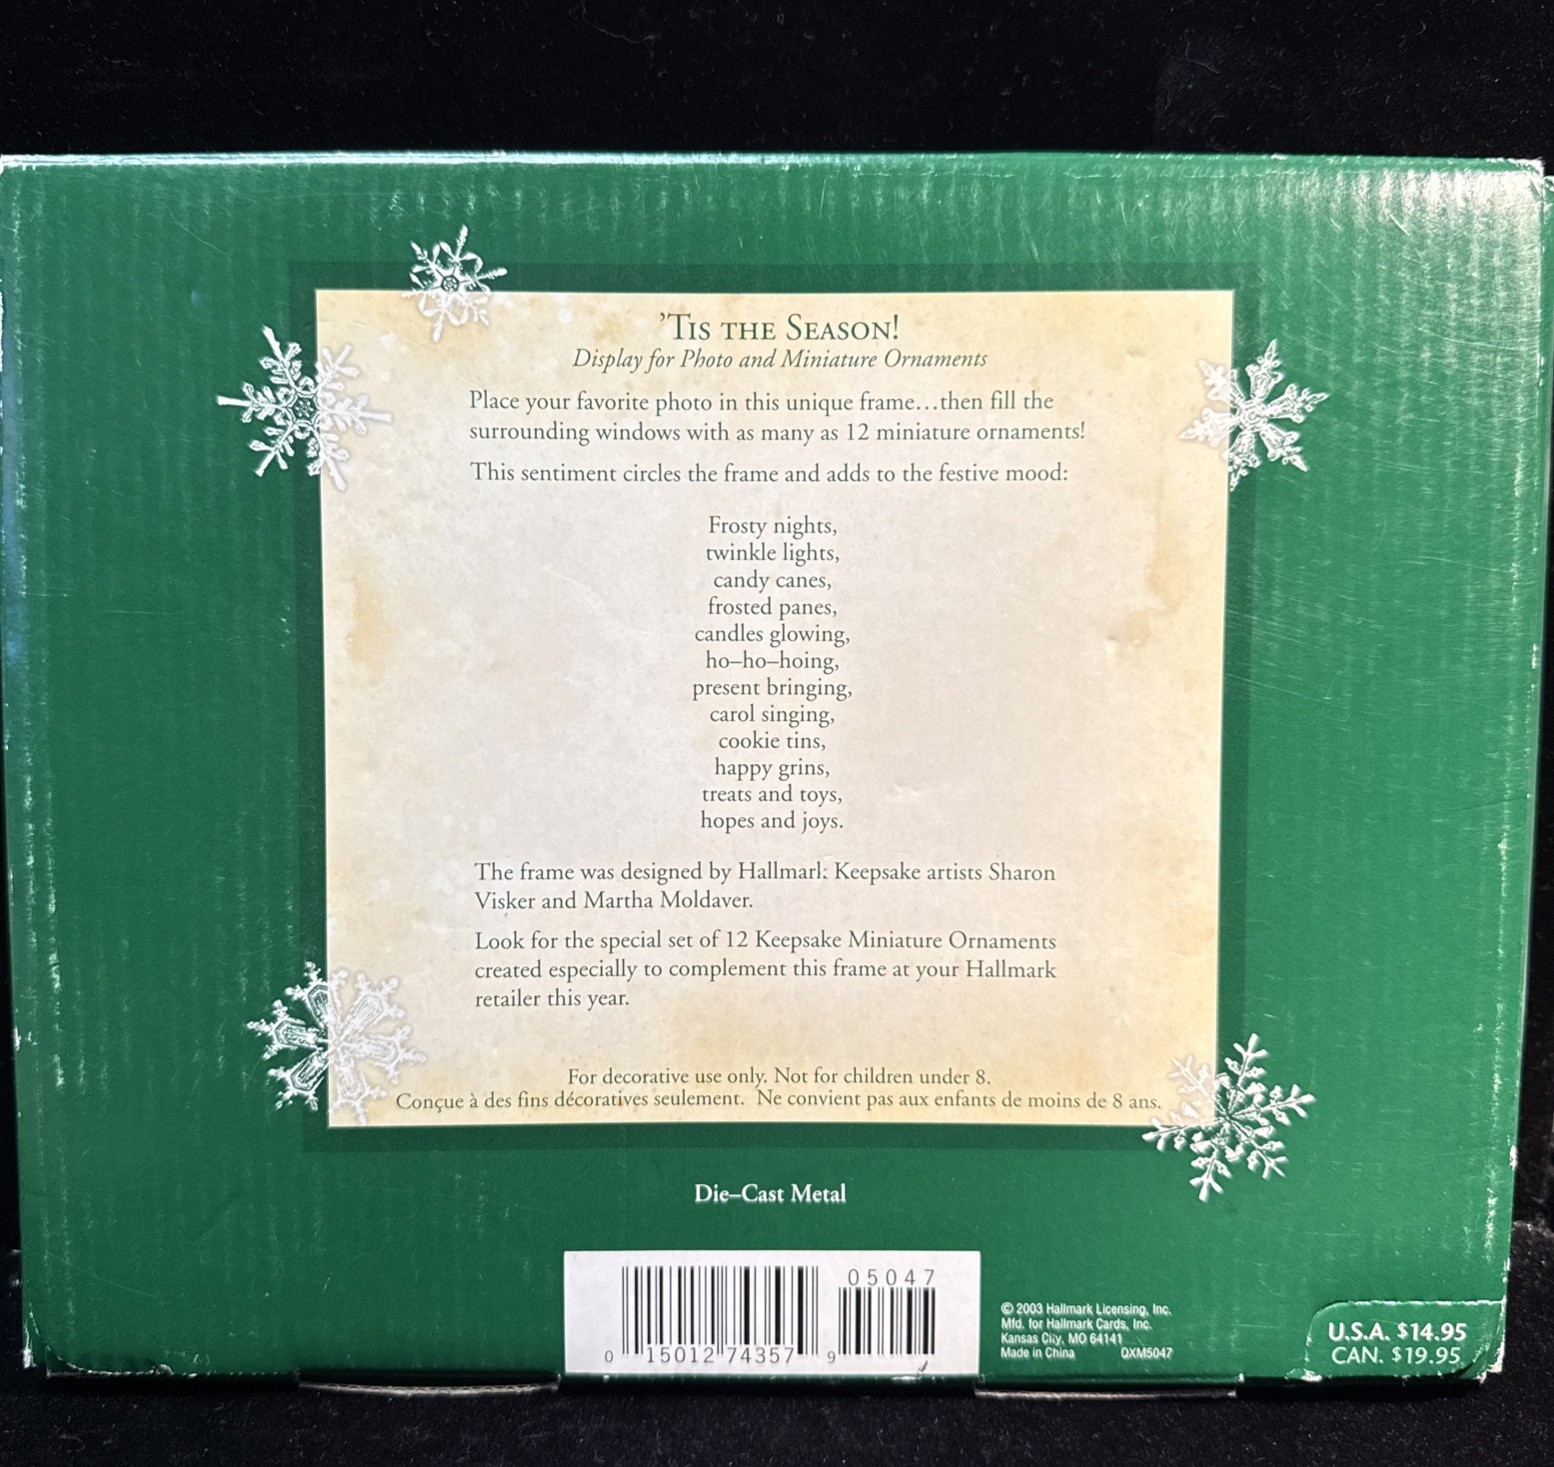 ’Tis the Season!
Display for Photo and Miniature Ornaments
Place your favorite photo in this unique frame…then fill the
surrounding windows with as many as 12 miniature ornaments!
This sentiment circles the frame and adds to the festive mood:
Frosty nights,
twinkle lights,
candy canes,
frosted panes,
candles glowing,
ho–ho–hoing,
present bringing,
carol singing,
cookie tins,
happy grins,
treats and toys,
hopes and joys.
The frame was designed by Hallmark Keepsake artists Sharon
Visker and Martha Moldaver.
Look for the special set of 12 Keepsake Miniature Ornaments
created especially to complement this frame at your Hallmark
retailer this year.
For decorative use only. Not for children under 8.
Conçue à des fins décoratives seulement. Ne convient pas aux enfants de moins de 8 ans.
Die–Cast Metal
05047
0 15012 74357 9
© 2003 Hallmark Licensing, Inc.
Mfd. for Hallmark Cards, Inc.
Kansas City, MO 64141
Made in China QXM5047
U.S.A. $14.95
CAN. $19.95